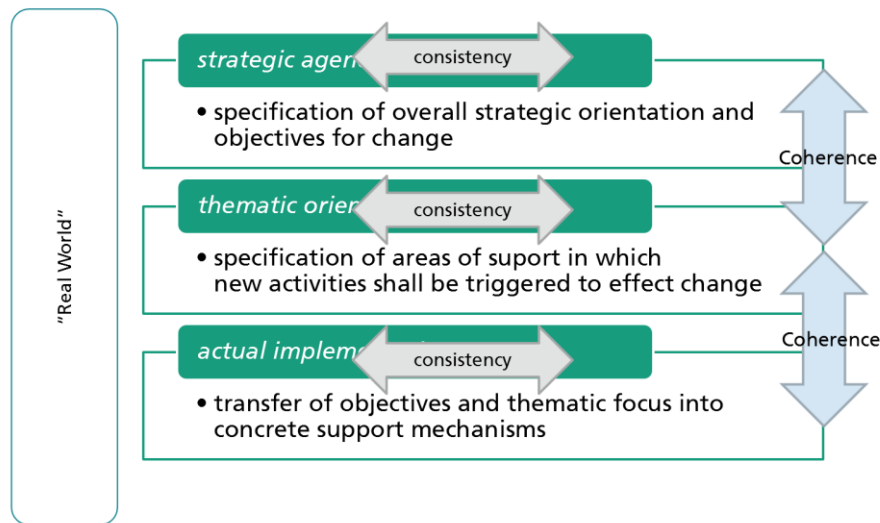 "Real World"
strategic agen
consistency
• specification of overall strategic orientation and
objectives for change
Coherence
thematic orien
consistency
• specification of areas of suport in which
new activities shall be triggered to effect change
Coherence
actual implem
consistency
• transfer of objectives and thematic focus into
concrete support mechanisms